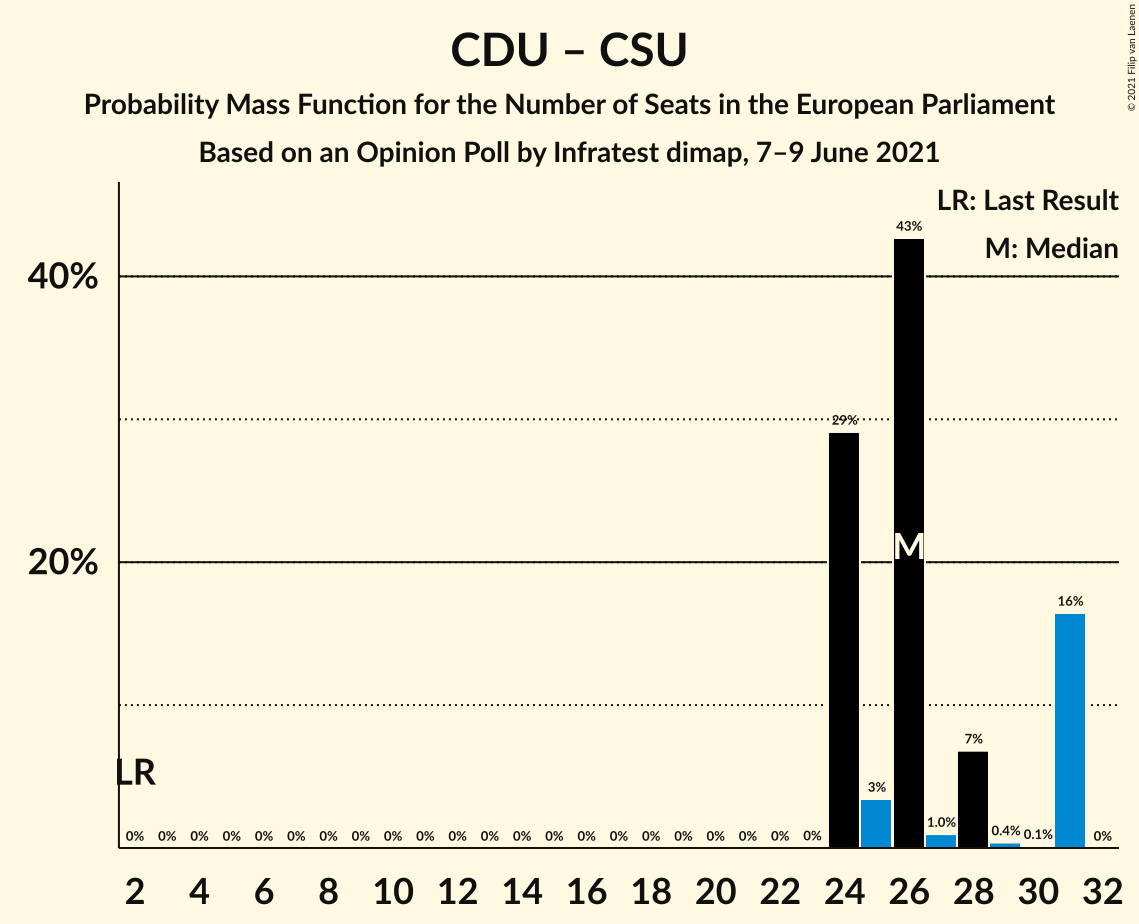 CDU – CSU
Probability Mass Function for the Number of Seats in the European Parliament
Based on an Opinion Poll by Infratest dimap, 7–9 June 2021
© 2021 Filip van Laenen
LR: Last Result
M: Median
43%
40%
29%
M
20%
16%
7%
LR
3%
0% 0% 0% 0% 0% 0% 0% 0% 0% 0% 0% 0% 0% 0% 0% 0% 0% 0% 0% 0% 0% 0% 1.0% 0.4% 0.1% 0%
2 4 6 8 10 12 14 16 18 20 22 24 26 28 30 32